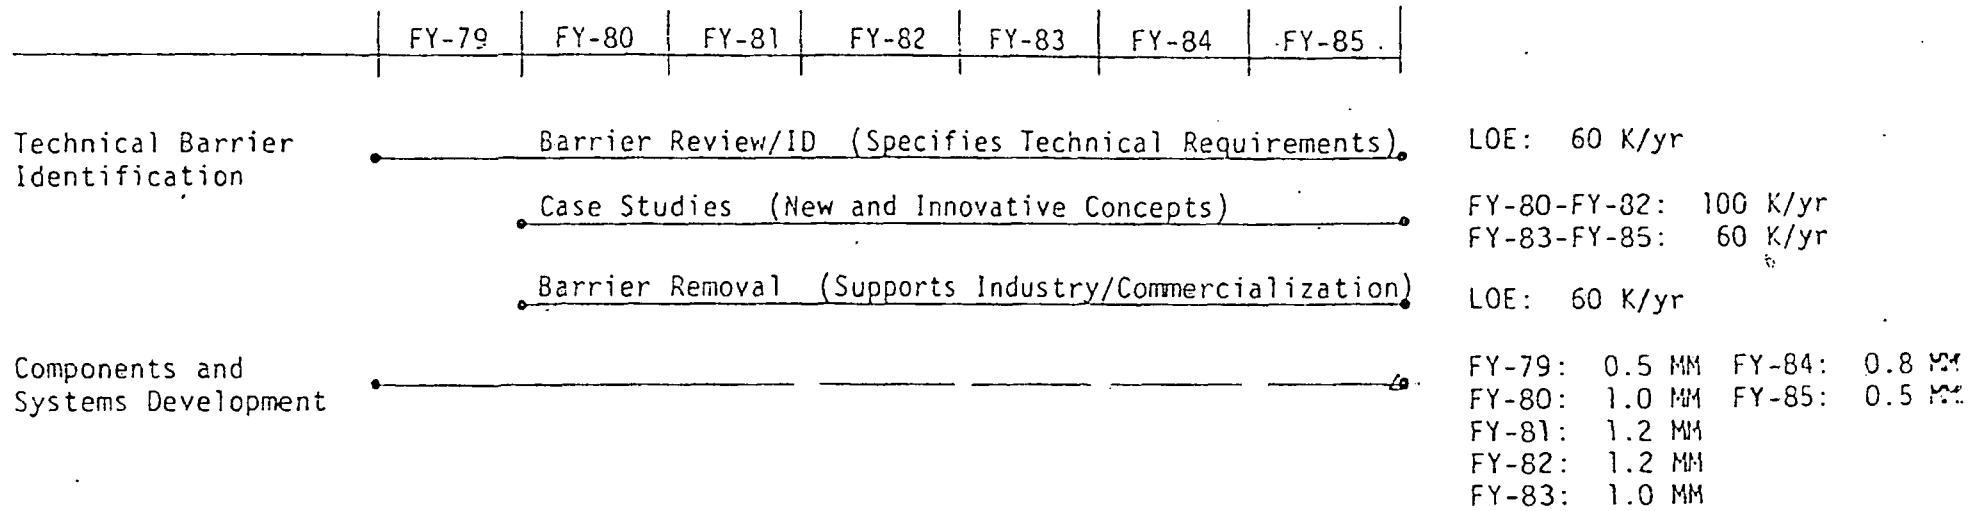 FY-79 FY-80 FY-81 FY-82 FY-83 FY-84 FY-85
Technical Barrier Identification
Barrier Review/ID (Specifies Technical Requirements)
LOE: 60 K/yr
Case Studies (New and Innovative Concepts)
FY-80-FY-82: 100 K/yr
FY-83-FY-85: 60 K/yr
Barrier Removal (Supports Industry/Commercialization)
LOE: 60 K/yr
Components and
Systems Development
FY-79: 0.5 MM FY-84: 0.8 MM
FY-80: 1.0 MM FY-85: 0.5 MM
FY-81: 1.2 MM
FY-82: 1.2 MM
FY-83: 1.0 MM